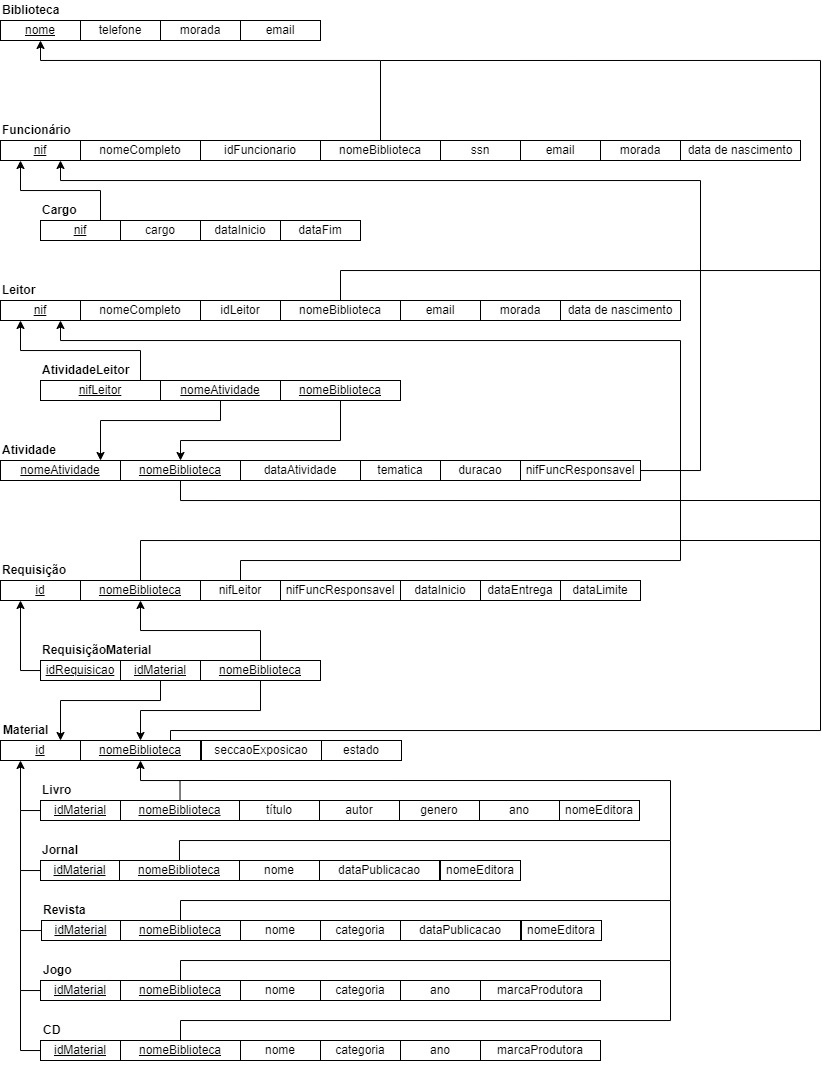 Biblioteca
nome telefone morada email
Funcionário
nif nomeCompleto idFuncionario nomeBiblioteca ssn email morada data de nascimento
Cargo
nif cargo dataInicio dataFim
Leitor
nif nomeCompleto idLeitor nomeBiblioteca email morada data de nascimento
AtividadeLeitor
nifLeitor nomeAtividade nomeBiblioteca
Atividade
nomeAtividade nomeBiblioteca dataAtividade tematica duracao nifFuncResponsavel
Requisição
id nomeBiblioteca nifLeitor nifFuncResponsavel dataInicio dataEntrega dataLimite
RequisiçãoMaterial
idRequisicao idMaterial nomeBiblioteca
Material
id nomeBiblioteca seccaoExposicao estado
Livro
idMaterial nomeBiblioteca título autor genero ano nomeEditora
Jornal
idMaterial nomeBiblioteca nome dataPublicacao nomeEditora
Revista
idMaterial nomeBiblioteca nome categoria dataPublicacao nomeEditora
Jogo
idMaterial nomeBiblioteca nome categoria ano marcaProdutora
CD
idMaterial nomeBiblioteca nome categoria ano marcaProdutora